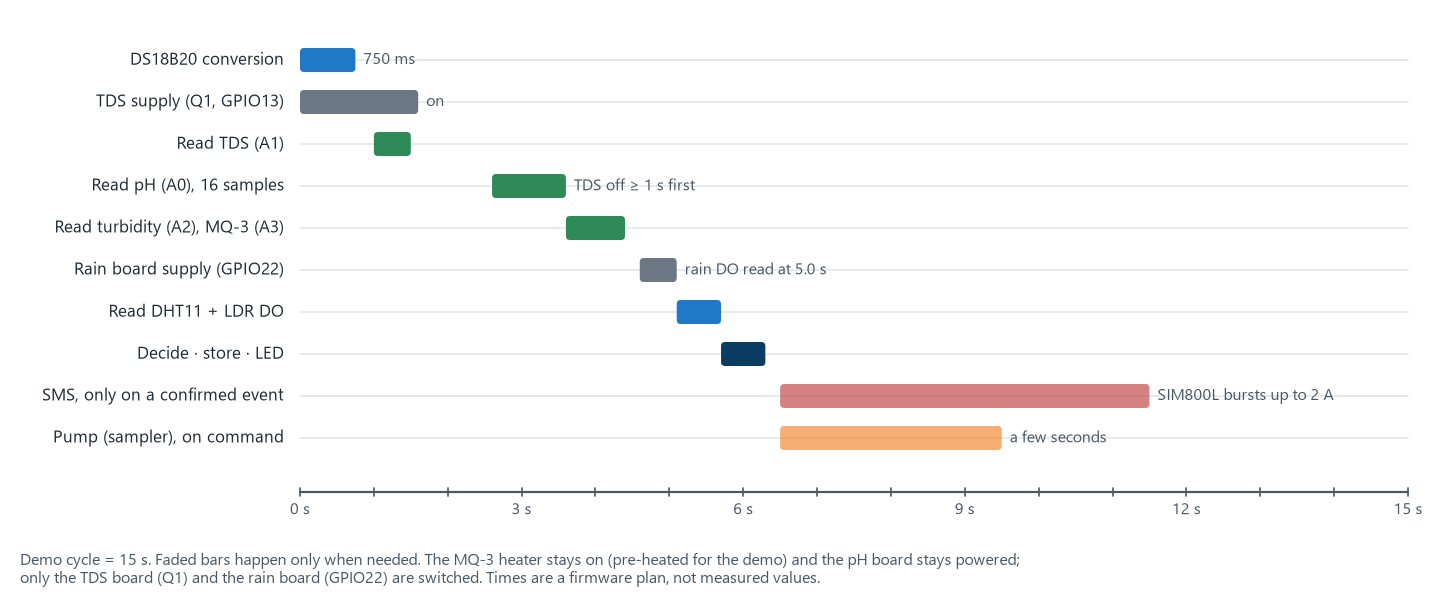 DS18B20 conversion
750 ms
TDS supply (Q1, GPIO13)
on
Read TDS (A1)
Read pH (A0), 16 samples
TDS off ≥ 1 s first
Read turbidity (A2), MQ-3 (A3)
Rain board supply (GPIO22)
rain DO read at 5.0 s
Read DHT11 + LDR DO
Decide · store · LED
SMS, only on a confirmed event
SIM800L bursts up to 2 A
Pump (sampler), on command
a few seconds
0 s
3 s
6 s
9 s
12 s
15 s
Demo cycle = 15 s. Faded bars happen only when needed. The MQ-3 heater stays on (pre-heated for the demo) and the pH board stays powered;
only the TDS board (Q1) and the rain board (GPIO22) are switched. Times are a firmware plan, not measured values.